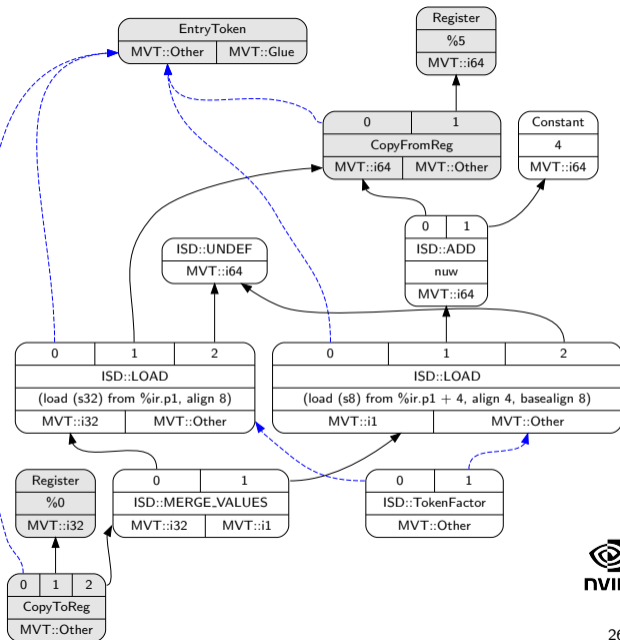 EntryToken
MVT::Other MVT::Glue
Register
%5
MVT::i64
0 1
CopyFromReg
MVT::i64 MVT::Other
Constant
4
MVT::i64
0 1
ISD::ADD
nuw
MVT::i64
ISD::UNDEF
MVT::i64
0 1 2
ISD::LOAD
(load (s32) from %ir.p1, align 8)
MVT::i32 MVT::Other
0 1 2
ISD::LOAD
(load (s8) from %ir.p1 + 4, align 4, basealign 8)
MVT::i1 MVT::Other
Register
%0
MVT::i32
0 1
ISD::MERGE_VALUES
MVT::i32 MVT::i1
0 1
ISD::TokenFactor
MVT::Other
0 1 2
CopyToReg
MVT::Other
26